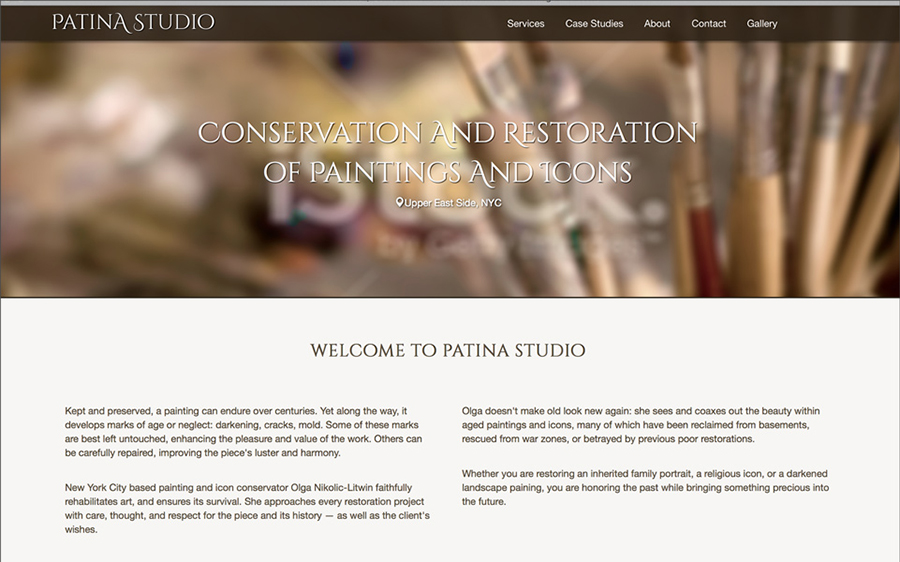 PATINA STUDIO
Services Case Studies About Contact Gallery
CONSERVATION AND RESTORATION
OF PAINTINGS AND ICONS
Upper East Side, NYC
iStock.
by Getty Images™
WELCOME TO PATINA STUDIO
Kept and preserved, a painting can endure over centuries. Yet along the way, it
develops marks of age or neglect: darkening, cracks, mold. Some of these marks
are best left untouched, enhancing the pleasure and value of the work. Others can
be carefully repaired, improving the piece's luster and harmony.
New York City based painting and icon conservator Olga Nikolic-Litwin faithfully
rehabilitates art, and ensures its survival. She approaches every restoration project
with care, thought, and respect for the piece and its history — as well as the client's
wishes.
Olga doesn't make old look new again: she sees and coaxes out the beauty within
aged paintings and icons, many of which have been reclaimed from basements,
rescued from war zones, or betrayed by previous poor restorations.
Whether you are restoring an inherited family portrait, a religious icon, or a darkened
landscape paining, you are honoring the past while bringing something precious into
the future.